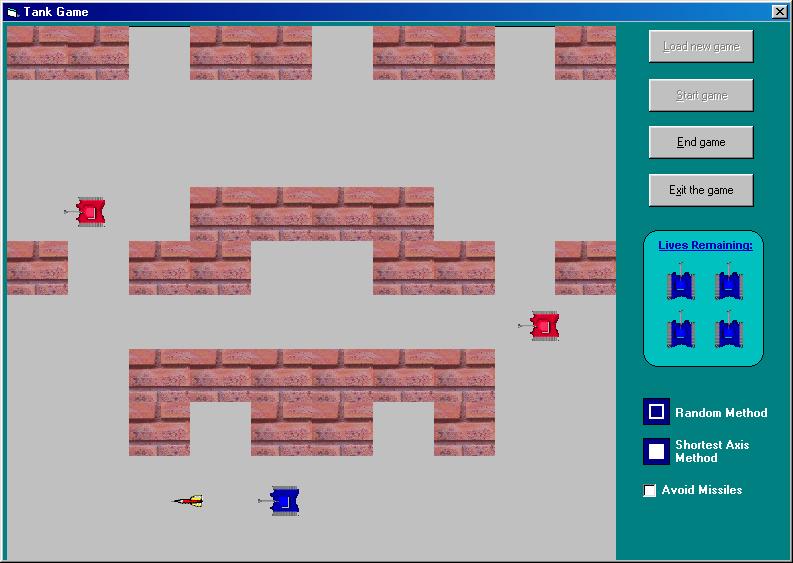 Tank Game
Load new game
Start game
End game
Exit the game
Lives Remaining:
Random Method
Shortest Axis
Method
Avoid Missiles